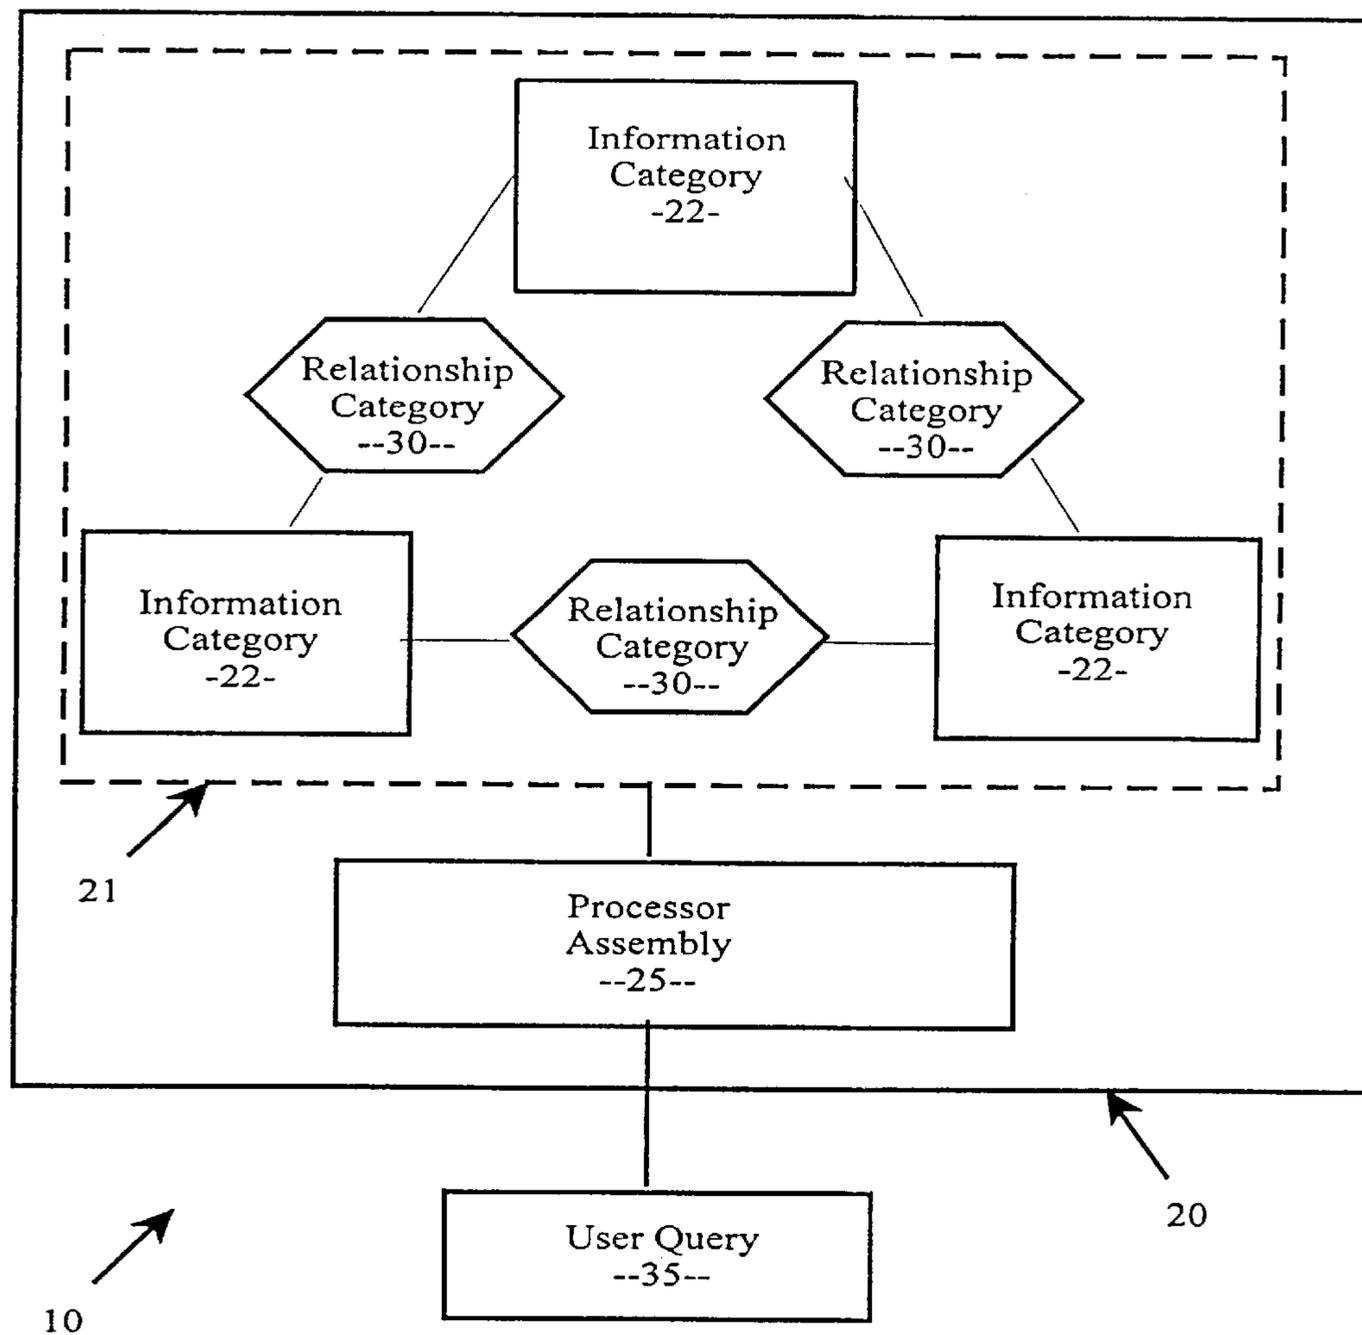 Information
Category
-22-
Relationship
Category
--30--
Relationship
Category
--30--
Information
Category
-22-
Relationship
Category
--30--
Information
Category
-22-
21
Processor
Assembly
--25--
20
User Query
--35--
10